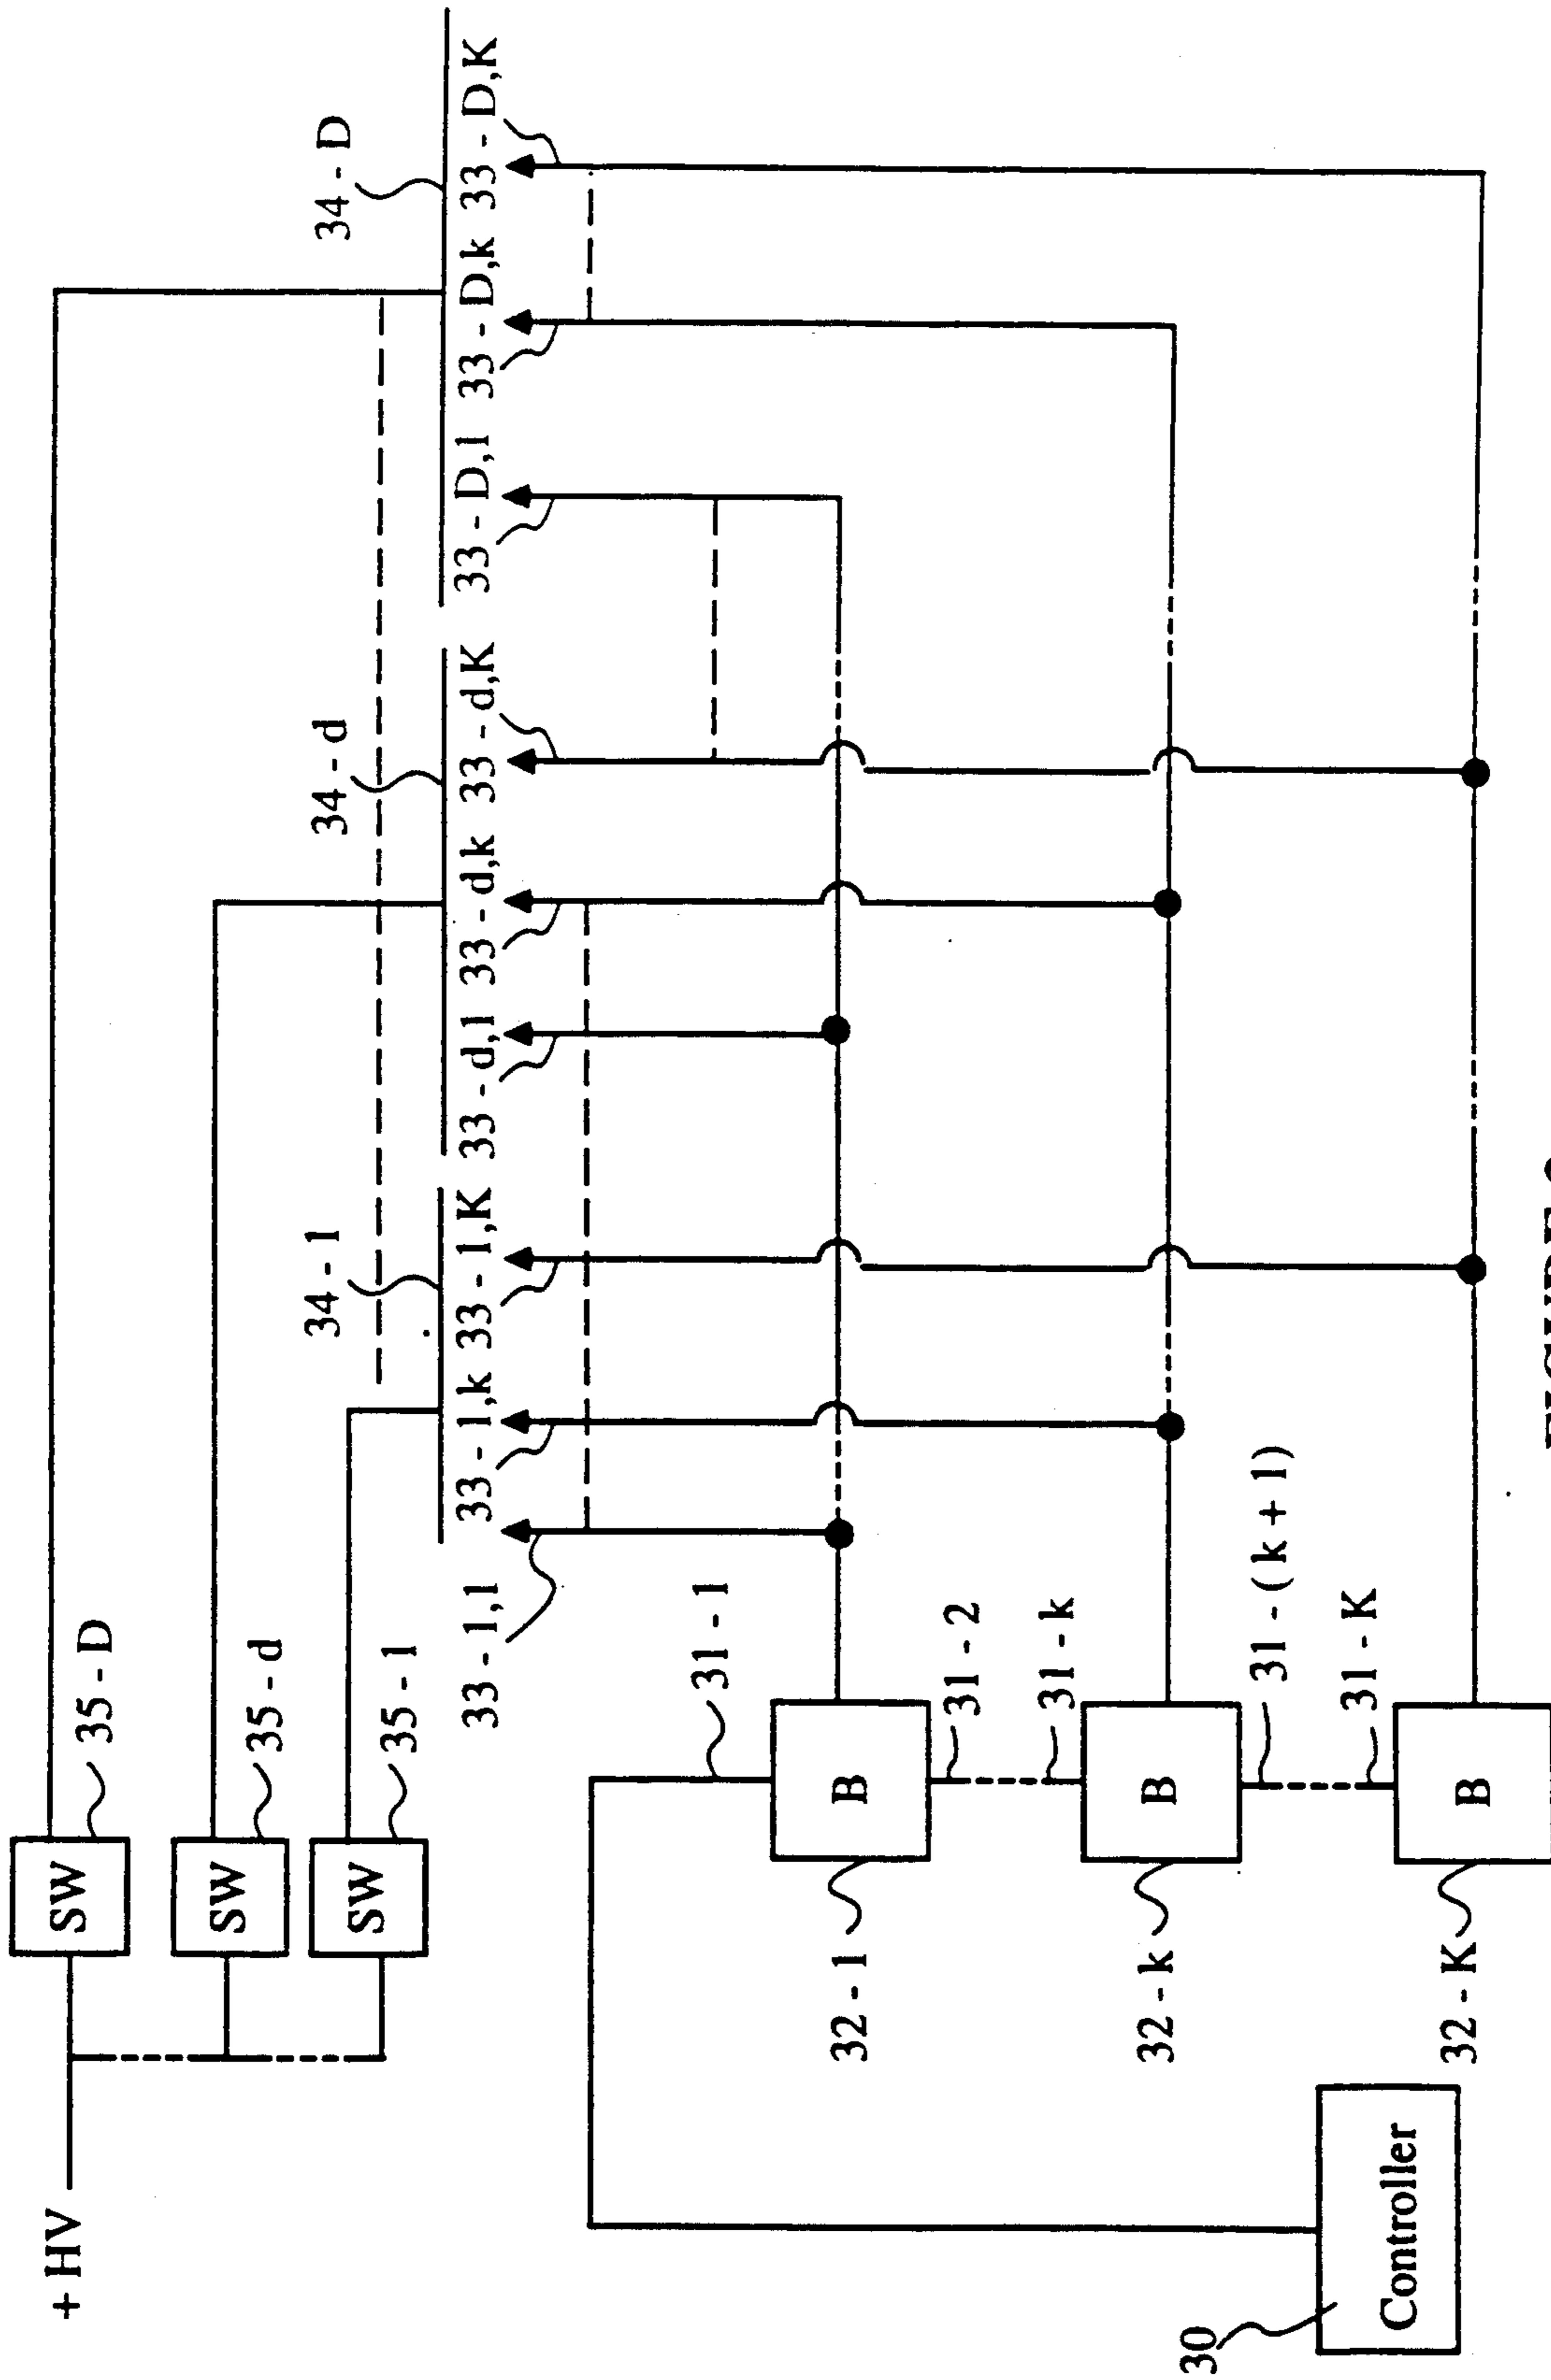 + HV
SW
35 - D
SW
35 - d
SW
35 - 1
34 - 1
34 - d
34 - D
33 - 1,1
33 - 1,k
33 - 1,K
33 - d,1
33 - d,k
33 - d,K
33 - D,1
33 - D,k
33 - D,K
31 - 1
B
32 - 1
31 - 2
31 - k
B
32 - k
31 - ( k + 1)
31 - K
B
32 - K
30
Controller
FIGURE